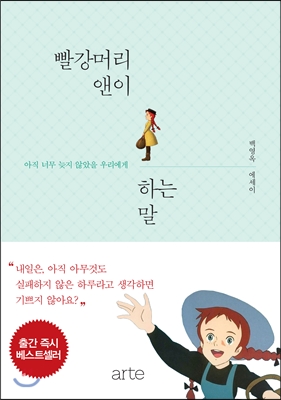 빨강머리
앤이
아직 너무 늦지 않았을 우리에게
하는
말
백영옥 에세이
“내일은, 아직 아무것도
실패하지 않은 하루라고 생각하면
기쁘지 않아요?”
출간 즉시
베스트셀러
arte